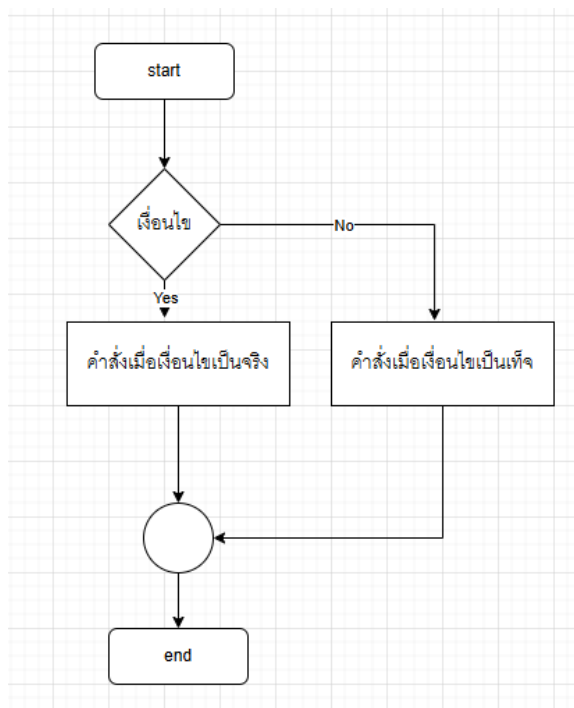 start
เงื่อนไข
No
Yes
คำสั่งเมื่อเงื่อนไขเป็นจริง
คำสั่งเมื่อเงื่อนไขเป็นเท็จ
end